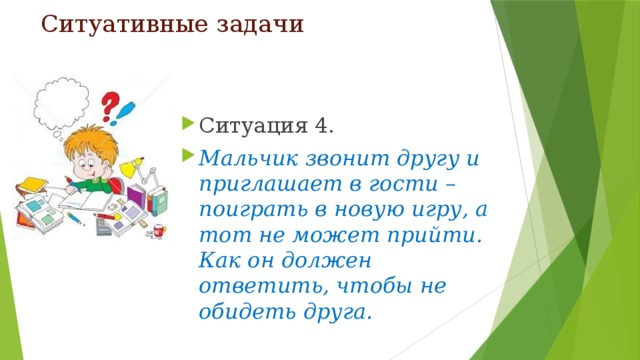 Ситуативные задачи
Ситуация 4.
Мальчик звонит другу и
приглашает в гости –
поиграть в новую игру, а
тот не может прийти.
Как он должен
ответить, чтобы не
обидеть друга.